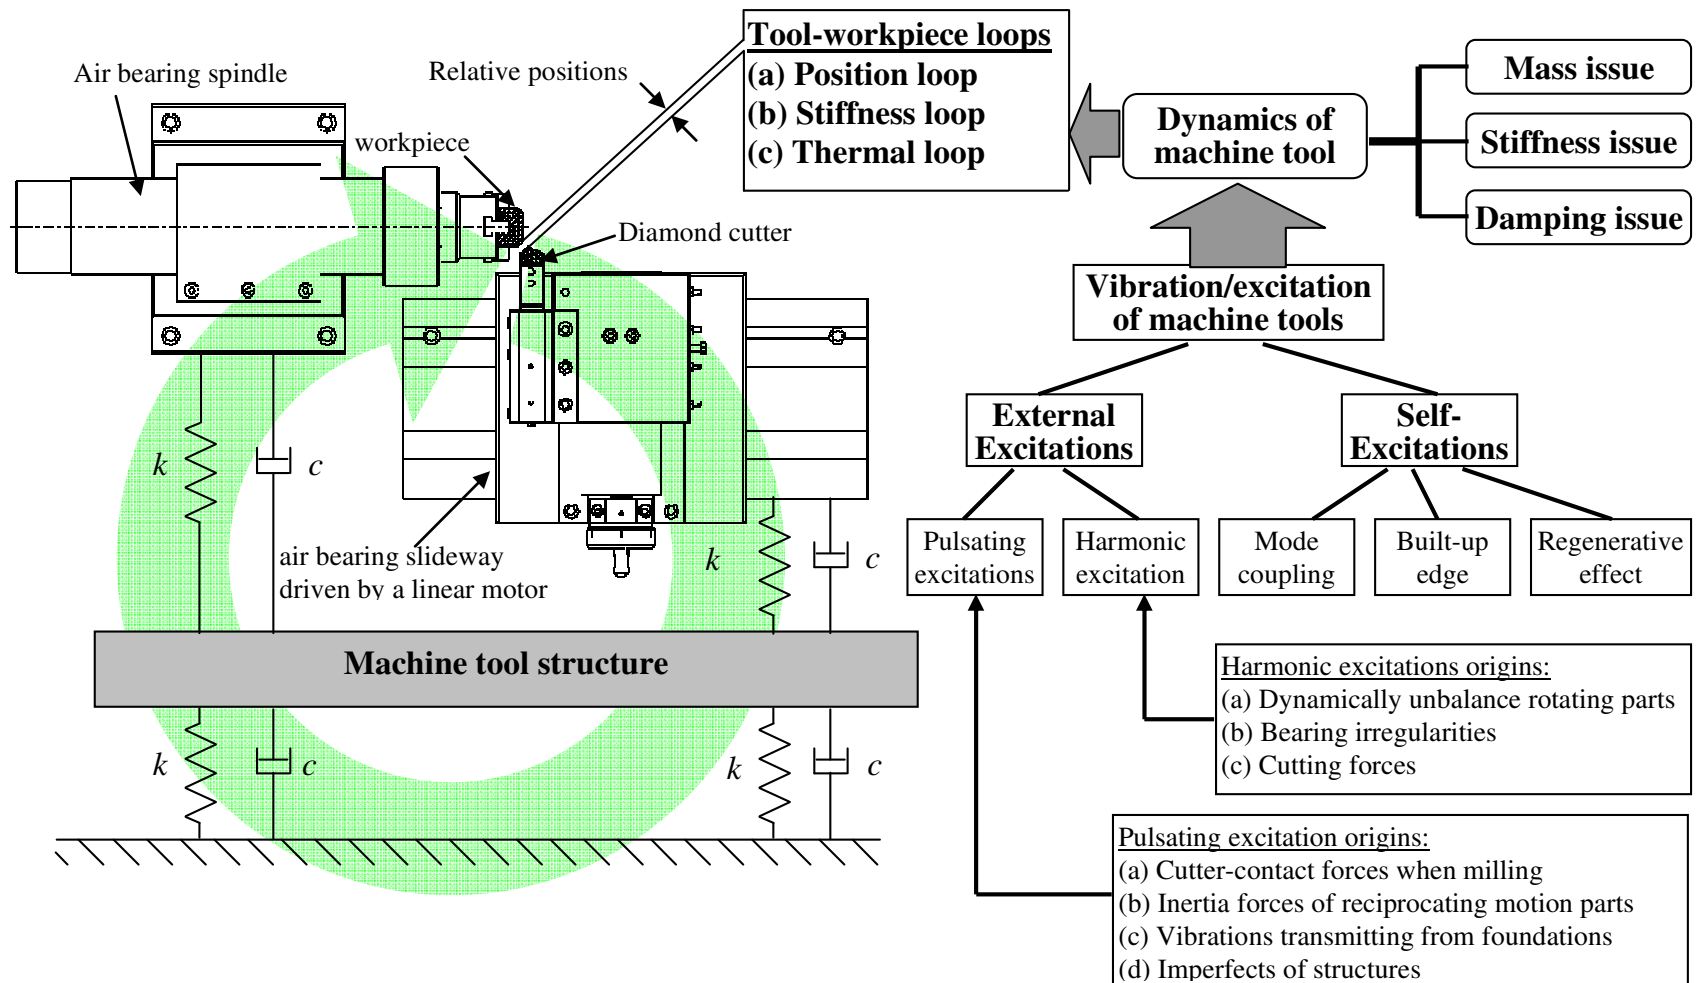 Air bearing spindle
Relative positions
workpiece
Diamond cutter
k
c
k
c
air bearing slideway
driven by a linear motor
Machine tool structure
k
c
k
c
Tool-workpiece loops
(a) Position loop
(b) Stiffness loop
(c) Thermal loop
Dynamics of
machine tool
Mass issue
Stiffness issue
Damping issue
Vibration/excitation
of machine tools
External
Excitations
Self-
Excitations
Pulsating
excitations
Harmonic
excitation
Mode
coupling
Built-up
edge
Regenerative
effect
Harmonic excitations origins:
(a) Dynamically unbalance rotating parts
(b) Bearing irregularities
(c) Cutting forces
Pulsating excitation origins:
(a) Cutter-contact forces when milling
(b) Inertia forces of reciprocating motion parts
(c) Vibrations transmitting from foundations
(d) Imperfects of structures